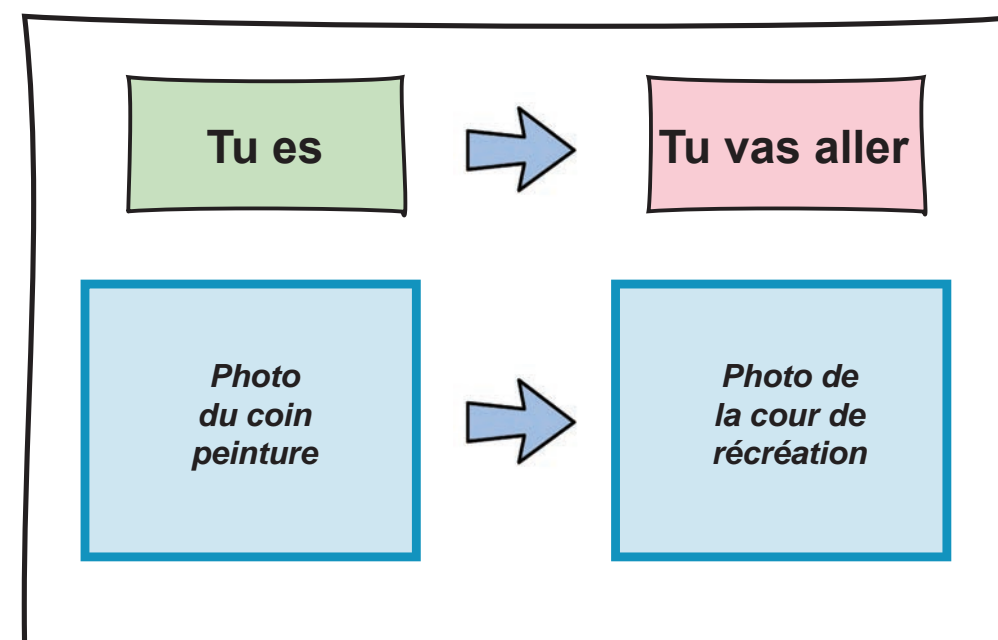 Tu es
Tu vas aller
Photo
du coin
peinture
Photo de
la cour de
récréation